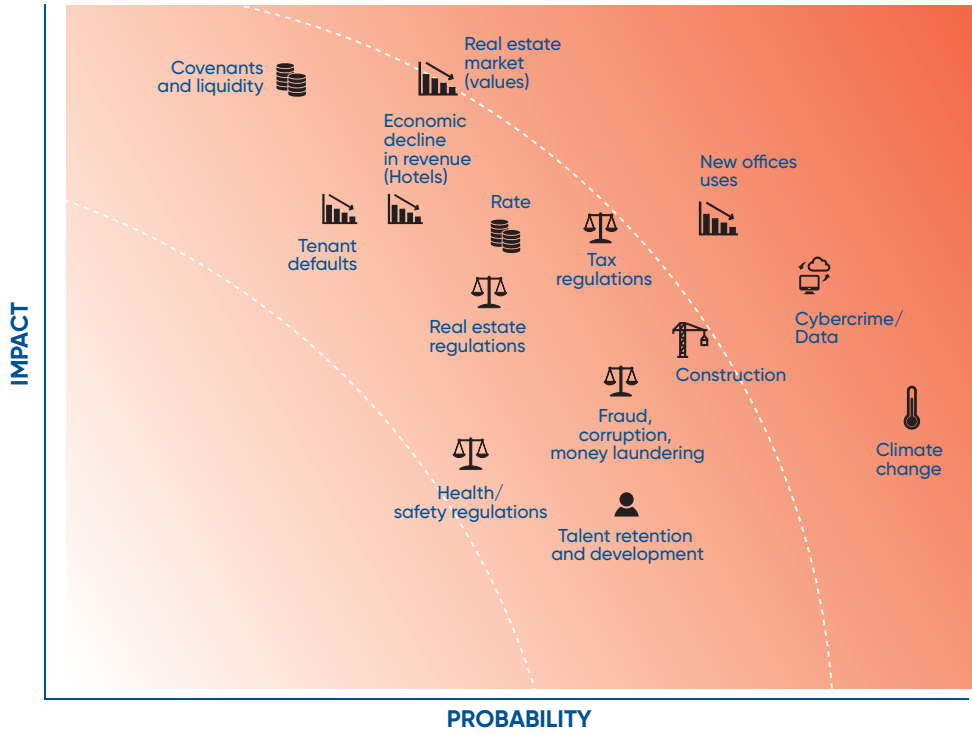 Real estate
market
(values)
Covenants
and liquidity
Economic
decline
in revenue
(Hotels)
New offices
uses
Rate
Tenant
defaults
Tax
regulations
Real estate
regulations
Cybercrime/
Data
Construction
Fraud,
corruption,
money laundering
Climate
change
Health/
safety regulations
Talent retention
and development
IMPACT
PROBABILITY